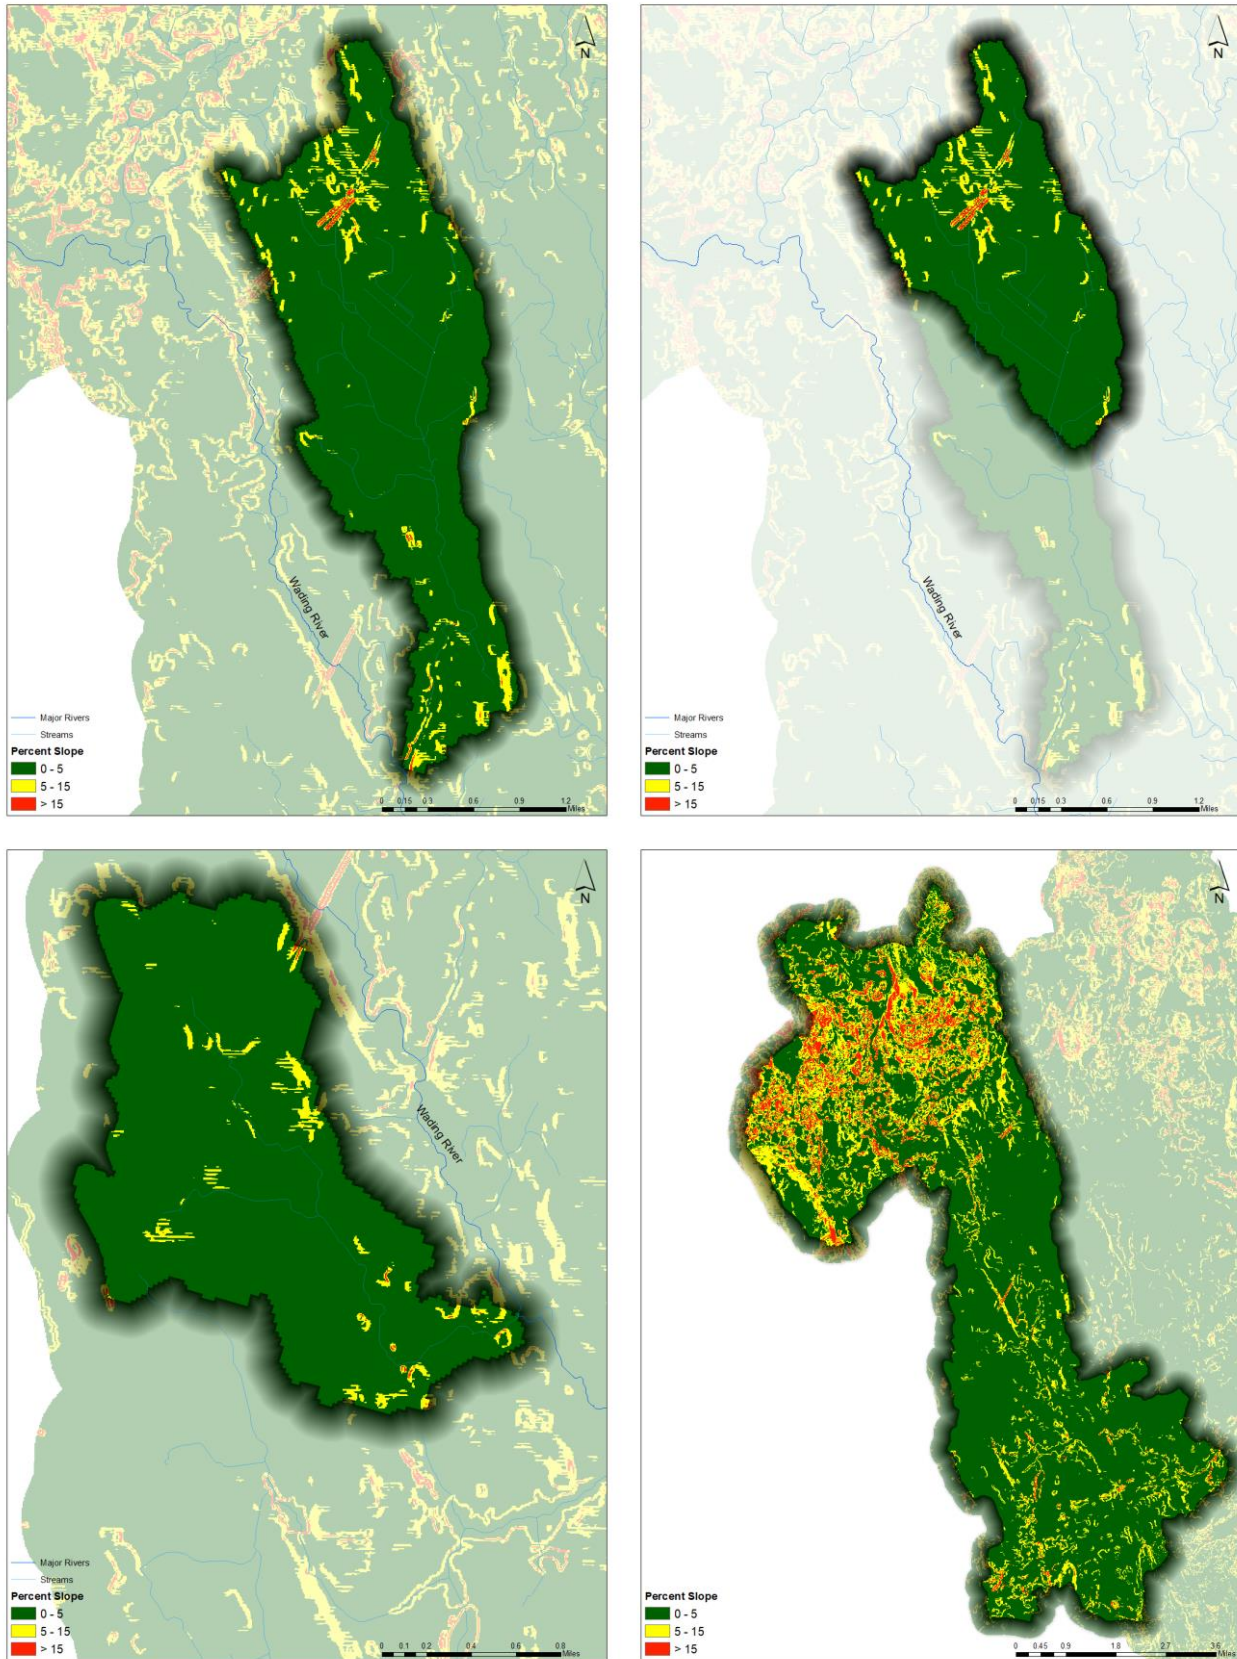 N
Wading River
Major Rivers
Streams
Percent Slope
0 - 5
5 - 15
> 15
0 0.15 0.3 0.6 0.9 1.2
Miles
N
Wading River
Major Rivers
Streams
Percent Slope
0 - 5
5 - 15
> 15
0 0.15 0.3 0.6 0.9 1.2
Miles
N
Wading River
Major Rivers
Streams
Percent Slope
0 - 5
5 - 15
> 15
0 0.1 0.2 0.4 0.6 0.8
Miles
N
Percent Slope
0 - 5
5 - 15
> 15
0 0.45 0.9 1.8 2.7 3.6
Miles